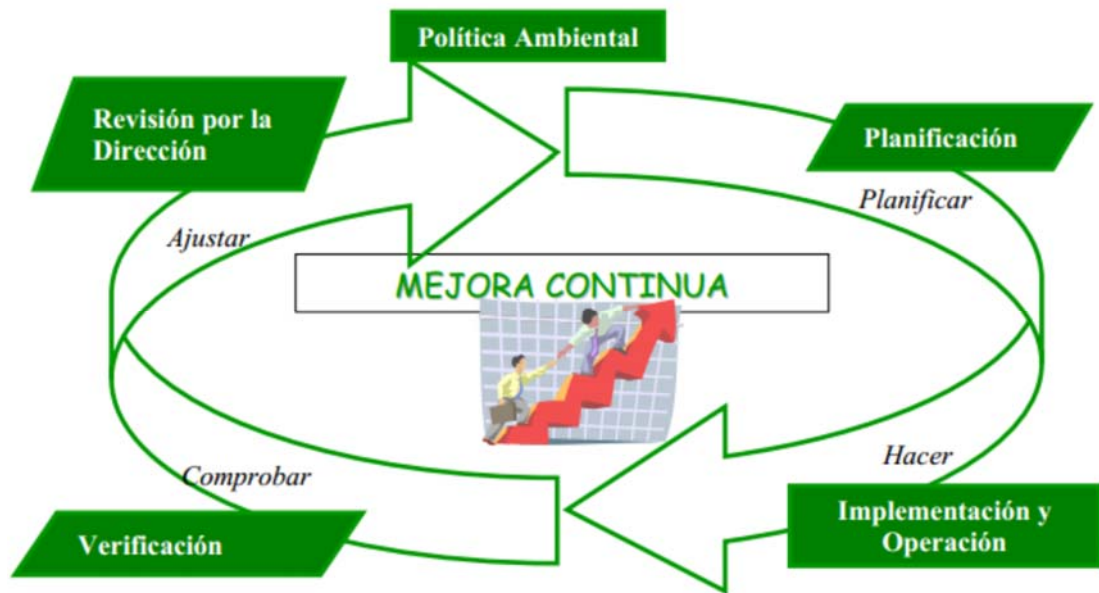 Política Ambiental
Revisión por la
Dirección
Planificación
Planificar
Ajustar
MEJORA CONTINUA
Hacer
Comprobar
Implementación y
Operación
Verificación